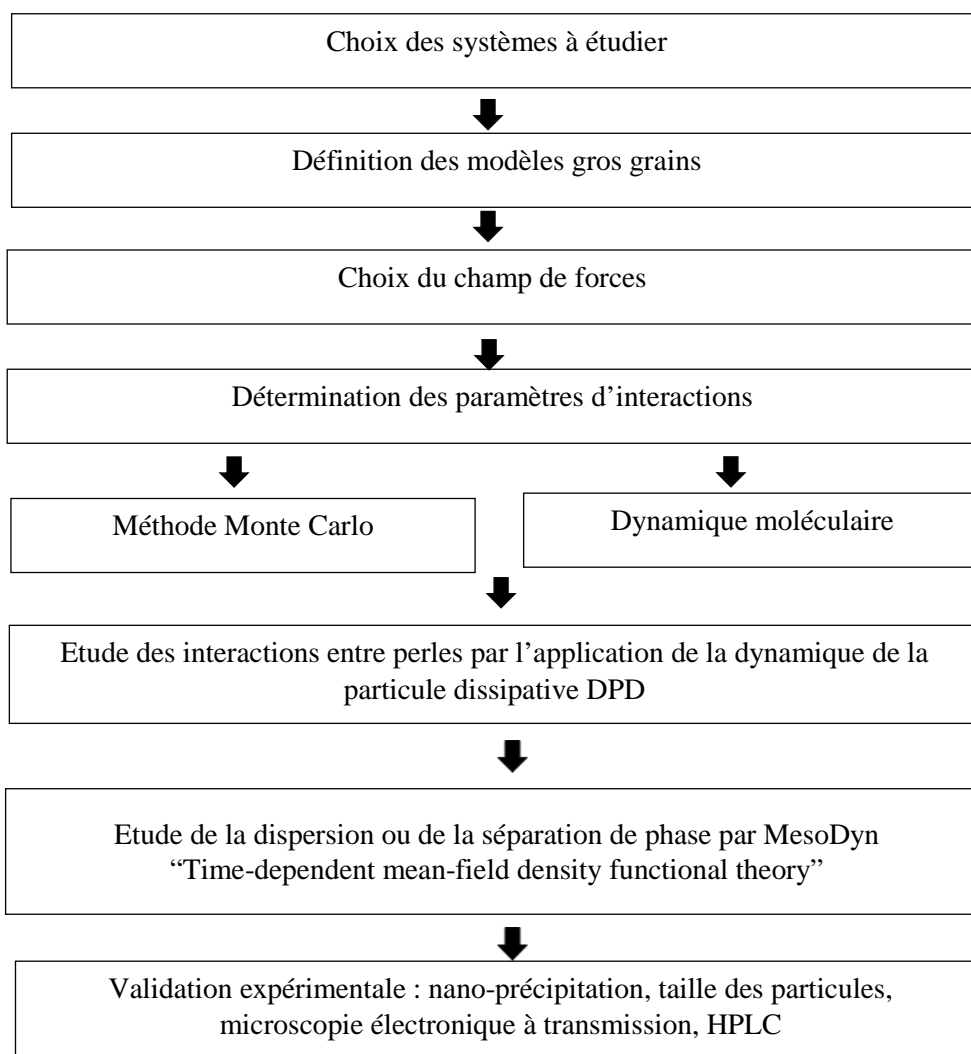 Choix des systèmes à étudier
Définition des modèles gros grains
Choix du champ de forces
Détermination des paramètres d’interactions
Méthode Monte Carlo
Dynamique moléculaire
Etude des interactions entre perles par l’application de la dynamique de la
particule dissipative DPD
Etude de la dispersion ou de la séparation de phase par MesoDyn
“Time-dependent mean-field density functional theory”
Validation expérimentale : nano-précipitation, taille des particules,
microscopie électronique à transmission, HPLC